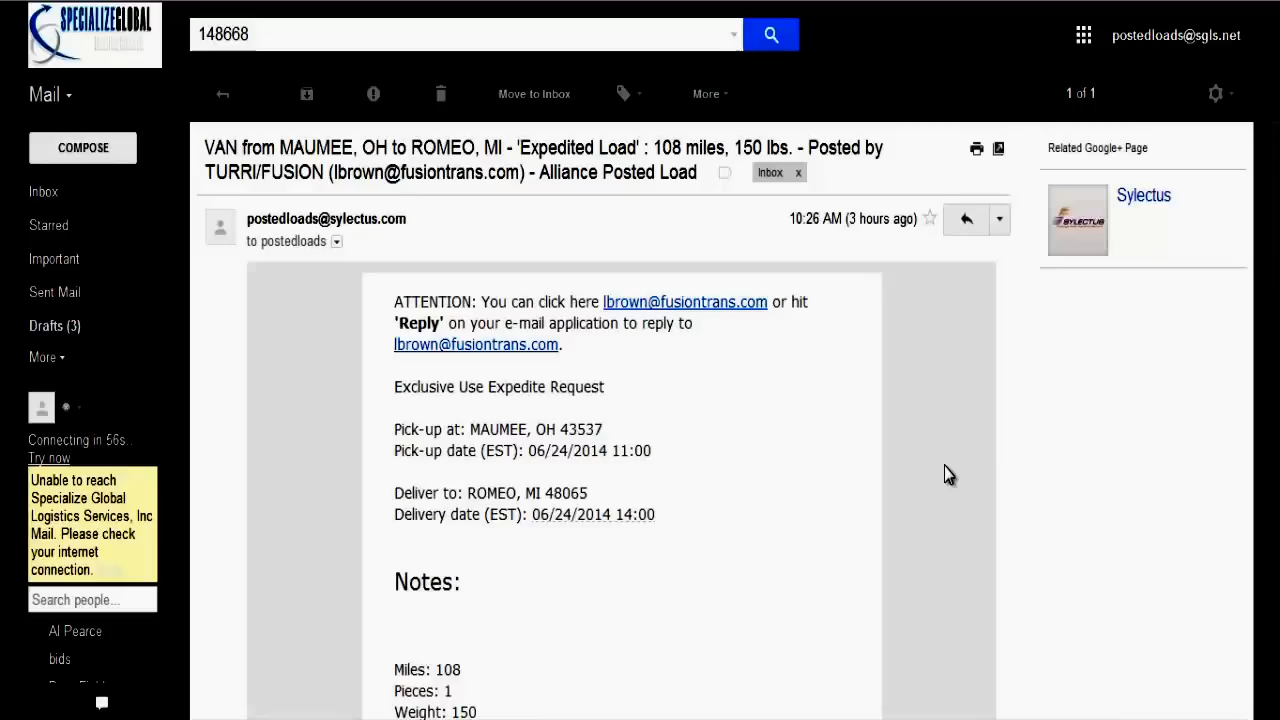 SPECIALIZEGLOBAL
148668
postedloads@sgls.net
Mail
Move to Inbox
More
1 of 1
COMPOSE
VAN from MAUMEE, OH to ROMEO, MI - 'Expedited Load' : 108 miles, 150 lbs. - Posted by
TURRI/FUSION (lbrown@fusiontrans.com) - Alliance Posted Load
Inbox x
Related Google+ Page
Sylectus
SYLECTUS
Inbox
Starred
Important
Sent Mail
Drafts (3)
More
postedloads@sylectus.com
10:26 AM (3 hours ago)
to postedloads
ATTENTION: You can click here lbrown@fusiontrans.com or hit
'Reply' on your e-mail application to reply to
lbrown@fusiontrans.com.
Exclusive Use Expedite Request
Pick-up at: MAUMEE, OH 43537
Pick-up date (EST): 06/24/2014 11:00
Deliver to: ROMEO, MI 48065
Delivery date (EST): 06/24/2014 14:00
Notes:
Miles: 108
Pieces: 1
Weight: 150
Connecting in 56s..
Try now
Unable to reach
Specialize Global
Logistics Services, Inc
Mail. Please check
your internet
connection.
Search people...
Al Pearce
bids